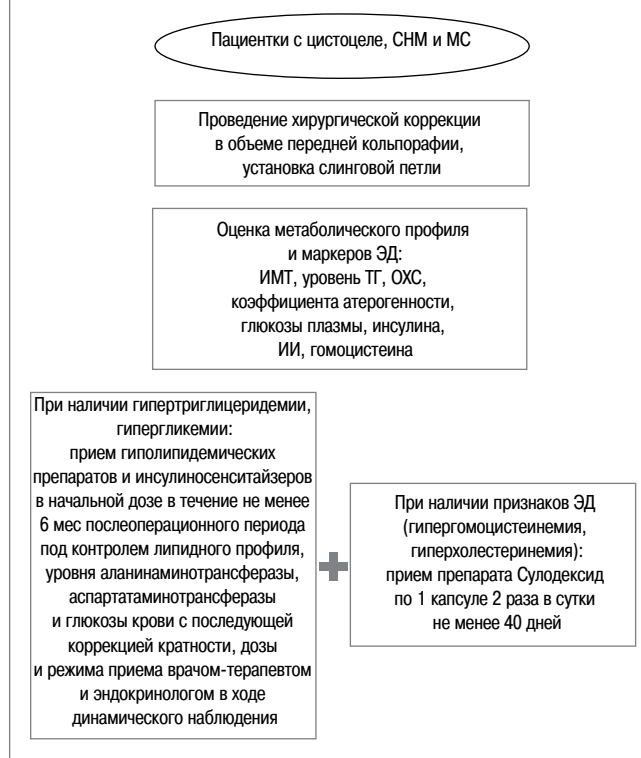 Пациентки с цистоцеле, СНМ и МС
Проведение хирургической коррекции
в объеме передней кольпорафии,
установка слинговой петли
Оценка метаболического профиля
и маркеров ЭД:
ИМТ, уровень ТГ, ОХС,
коэффициента атерогенности,
глюкозы плазмы, инсулина,
ИИ, гомоцистеина
При наличии гипертриглицеридемии,
гипергликемии:
прием гиполипидемических
препаратов и инсулиносенситайзеров
в начальной дозе в течение не менее
6 мес послеоперационного периода
под контролем липидного профиля,
уровня аланинаминотрансферазы,
аспартатаминотрансферазы
и глюкозы крови с последующей
коррекцией кратности, дозы
и режима приема врачом-терапевтом
и эндокринологом в ходе
динамического наблюдения
При наличии признаков ЭД
(гипергомоцистеинемия,
гиперхолестеринемия):
прием препарата Сулодексид
по 1 капсуле 2 раза в сутки
не менее 40 дней